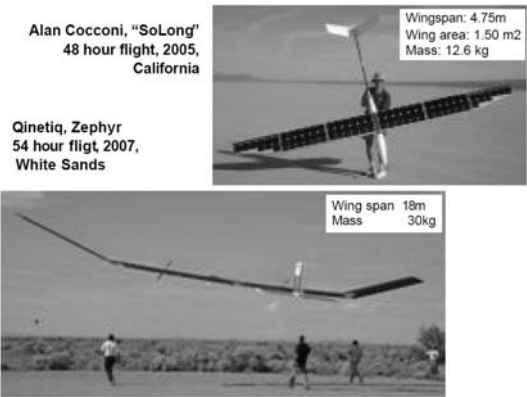 Alan Cocconi, “SoLong”
48 hour flight, 2005,
California
Wingspan: 4.75m
Wing area: 1.50 m2
Mass: 12.6 kg
Qinetiq, Zephyr
54 hour fligt, 2007,
White Sands
Wing span 18m
Mass 30kg